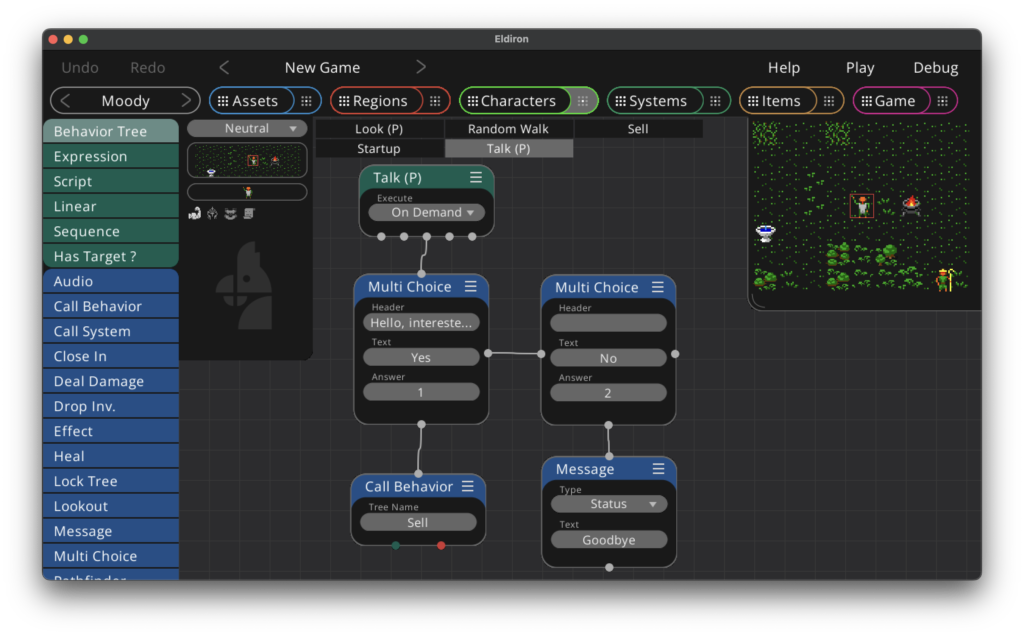 Eldiron
Undo Redo < New Game > Help Play Debug
< Moody > Assets Regions Characters Systems Items Game
Behavior Tree
Expression
Script
Linear
Sequence
Has Target ?
Audio
Call Behavior
Call System
Close In
Deal Damage
Drop Inv.
Effect
Heal
Lock Tree
Lookout
Message
Multi Choice
Pathfinder
Neutral
Look (P) Random Walk Sell
Startup Talk (P)
Talk (P)
Execute
On Demand
Multi Choice
Header
Hello, intereste...
Text
Yes
Answer
1
Multi Choice
Header
Text
No
Answer
2
Call Behavior
Tree Name
Sell
Message
Type
Status
Text
Goodbye